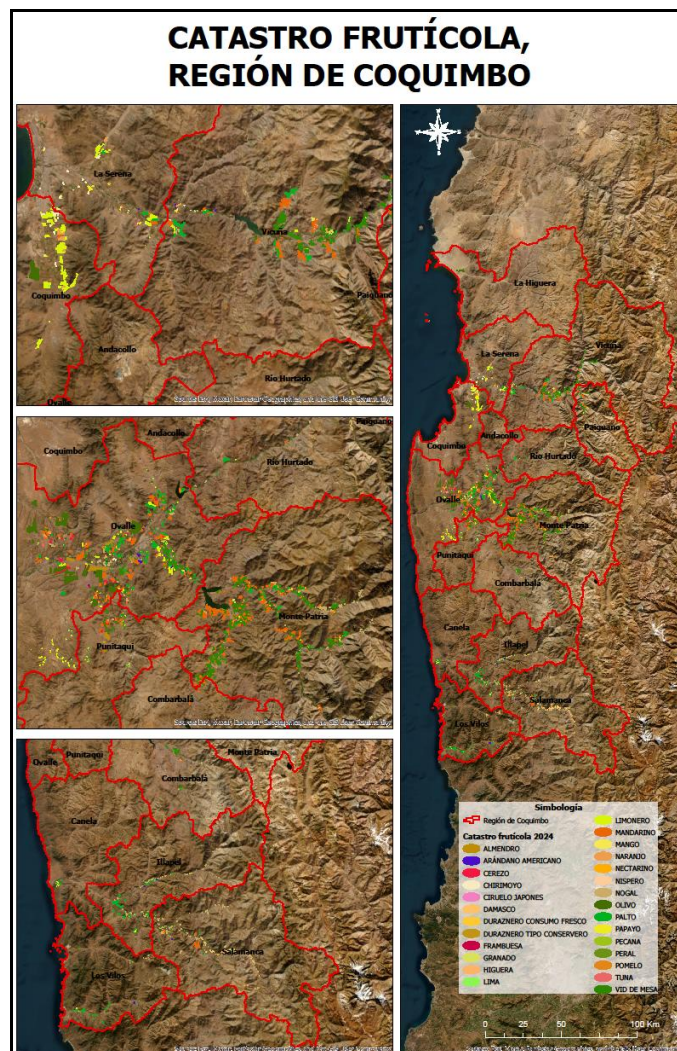 CATASTRO FRUTÍCOLA,
REGIÓN DE COQUIMBO
La Serena
Vicuña
Coquimbo
Paiguano
Andacollo
Río Hurtado
Ovalle
Paiguano
Coquimbo
Andacollo
Río Hurtado
Ovalle
Monte Patria
Punitaqui
Combarbalá
Ovalle
Punitaqui
Monte Patria
Combarbalá
Canela
Illapel
Salamanca
Los Vilos
La Higuera
Vicuña
La Serena
Paiguano
Coquimbo
Andacollo
Río Hurtado
Ovalle
Monte Patria
Punitaqui
Combarbalá
Canela
Illapel
Salamanca
Los Vilos
Simbología
Región de Coquimbo
Catastro frutícola 2024
ALMENDRO
ARÁNDANO AMERICANO
CEREZO
CHIRIMOYO
CIRUELO JAPONES
DAMASCO
DURAZNERO CONSUMO FRESCO
DURAZNERO TIPO CONSERVERO
FRAMBUESA
GRANADO
HIGUERA
LIMA
LIMONERO
MANDARINO
MANGO
NARANJO
NECTARINO
NISPERO
NOGAL
OLIVO
PALTO
PAPAYO
PECANA
PERAL
POMELO
TUNA
VID DE MESA
0 25 50 100 Km